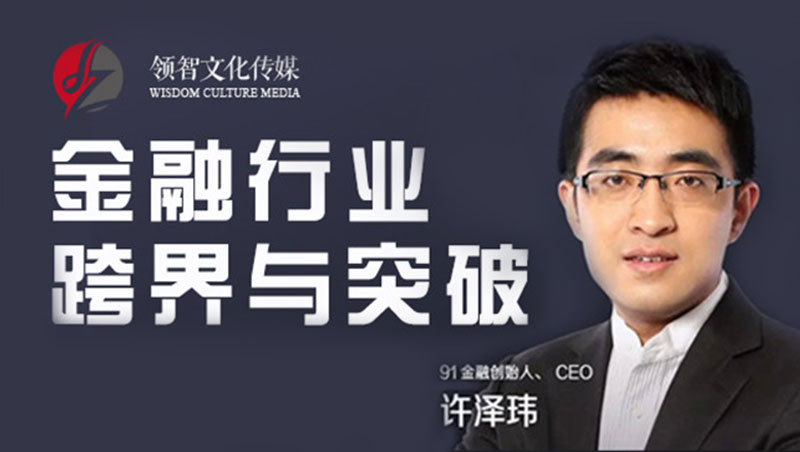 领智文化传媒
WISDOM CULTURE MEDIA
金融行业
跨界与突破
91金融创始人、 CEO
许泽玮